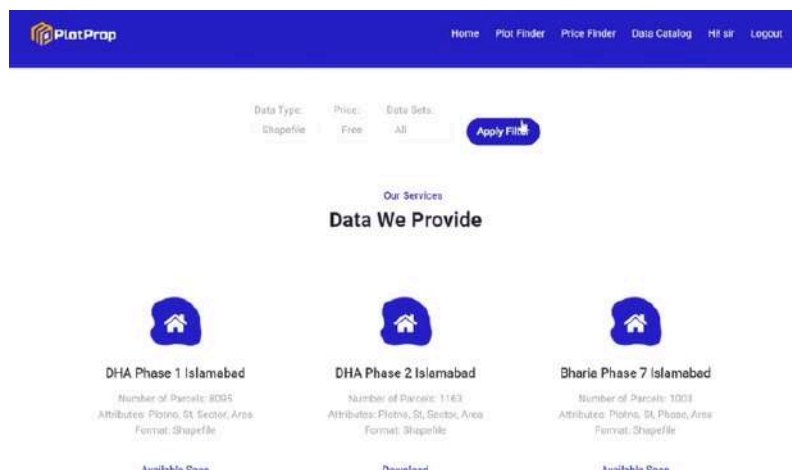 PlotProp
Home Plot Finder Price Finder Data Catalog Hi! sir Logout
Data Type: Price: Data Sets:
Shapefile Free All Apply Filter
Our Services
Data We Provide
DHA Phase 1 Islamabad DHA Phase 2 Islamabad Bharia Phase 7 Islamabad
Number of Parcels: 8095 Number of Parcels: 1163 Number of Parcels: 1003
Attributes: Plotno, St, Sector, Area Attributes: Plotno, St, Sector, Area Attributes: Plotno, St, Phase, Area
Format: Shapefile Format: Shapefile Format: Shapefile
Available Soon Download Available Soon